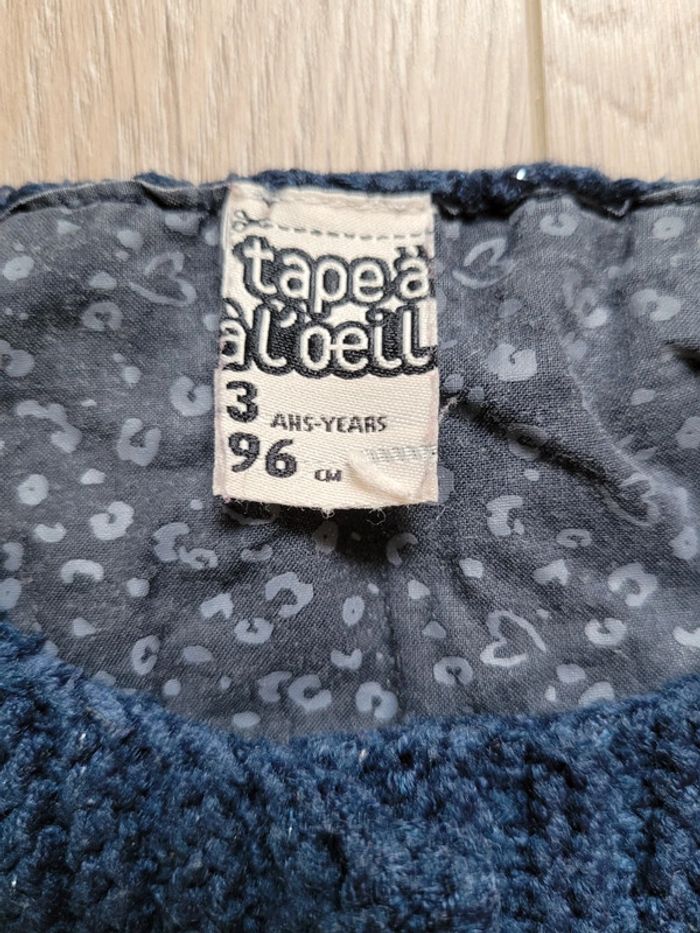 tape à
à l'oeil
3 ANS-YEARS
96 CM